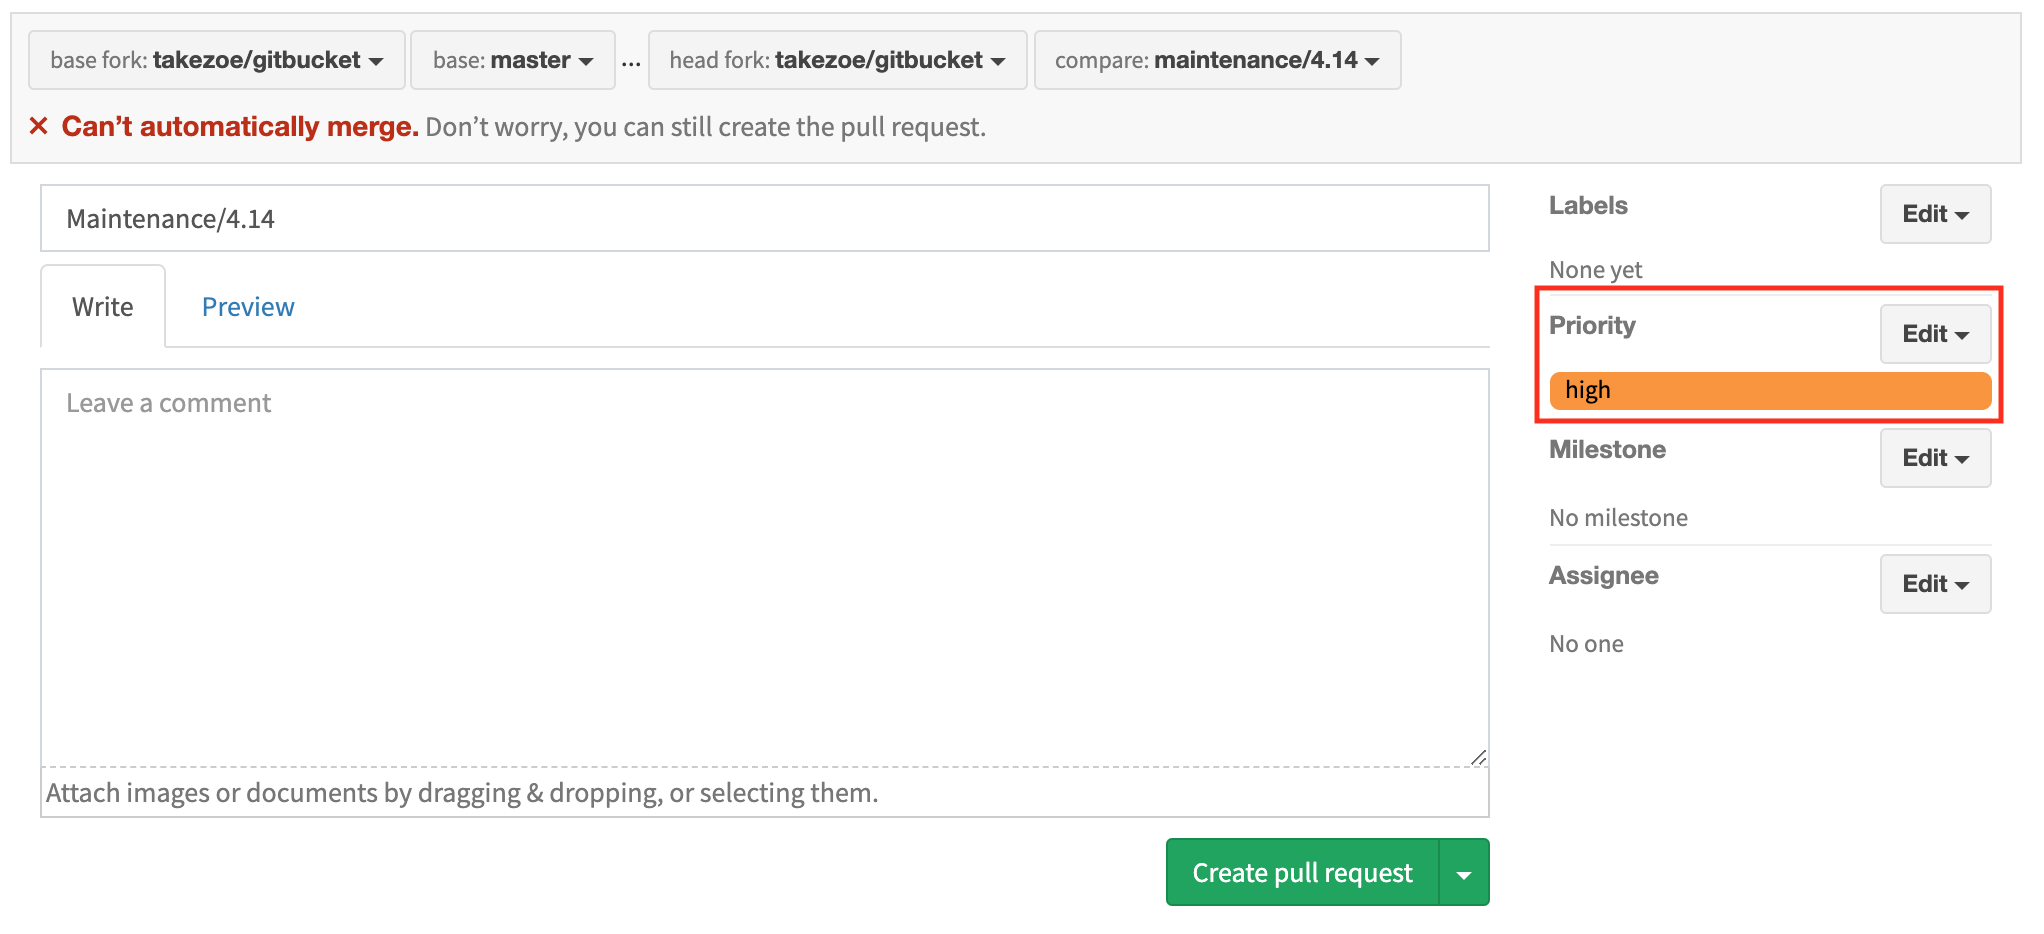 base fork: takezoe/gitbucket base: master ... head fork: takezoe/gitbucket compare: maintenance/4.14
× Can’t automatically merge. Don’t worry, you can still create the pull request.
Maintenance/4.14
Write Preview
Leave a comment
Attach images or documents by dragging & dropping, or selecting them.
Create pull request
Labels Edit
None yet
Priority Edit
high
Milestone Edit
No milestone
Assignee Edit
No one